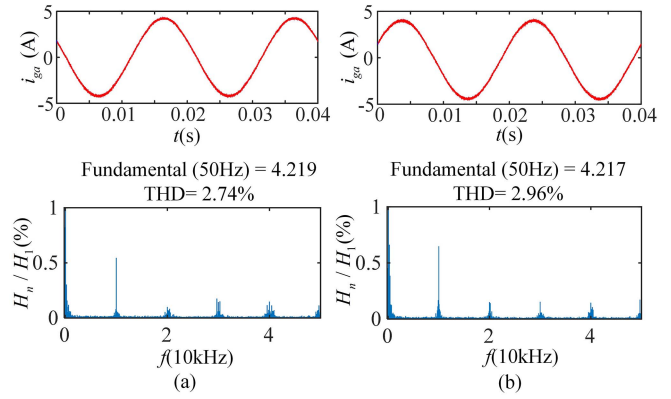 i_ga (A)
5
0
-5
0 0.01 0.02 0.03 0.04
t(s)
Fundamental (50Hz) = 4.219
THD= 2.74%
H_n / H_1(%)
1
0.5
0
0 2 4
f(10kHz)
(a)
i_ga (A)
5
0
-5
0 0.01 0.02 0.03 0.04
t(s)
Fundamental (50Hz) = 4.217
THD= 2.96%
H_n / H_1(%)
1
0.5
0
0 2 4
f(10kHz)
(b)